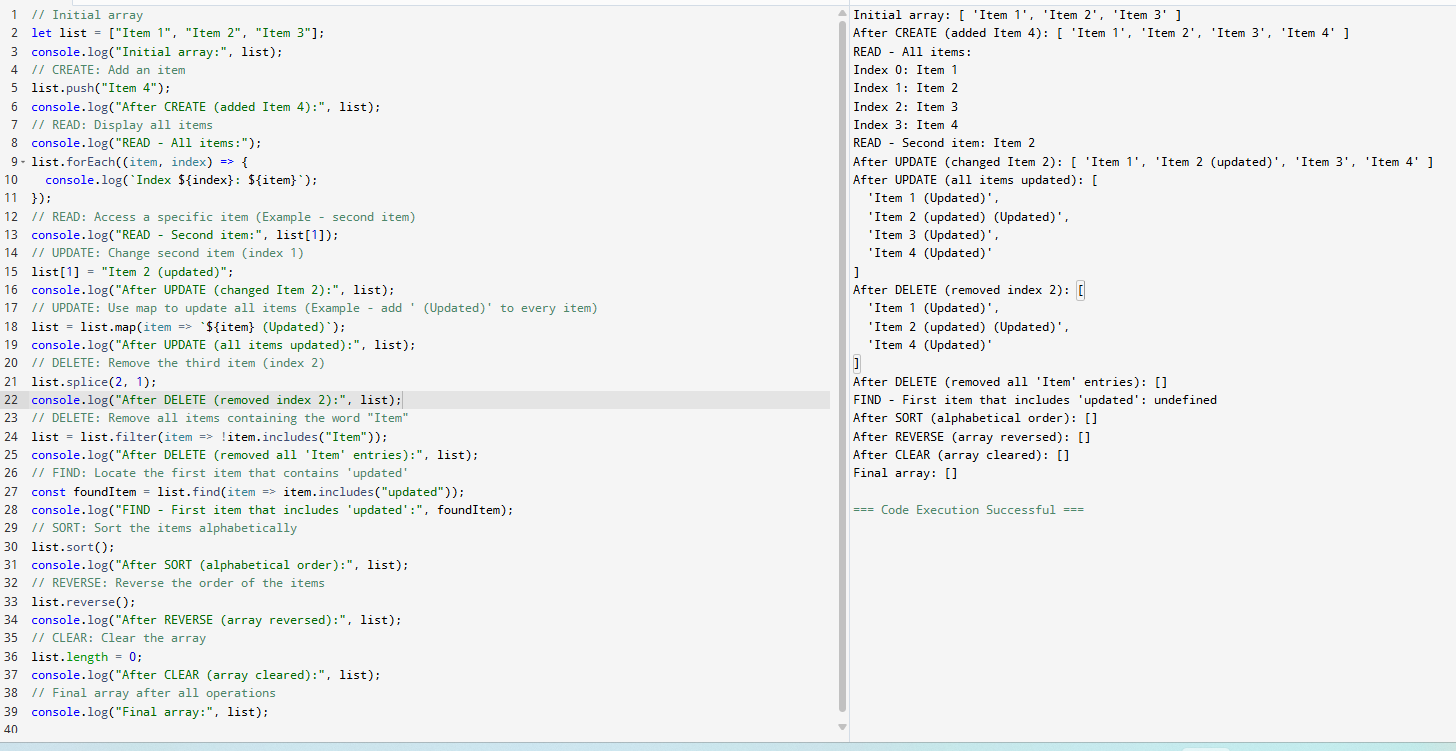 1 // Initial array
2 let list = ["Item 1", "Item 2", "Item 3"];
3 console.log("Initial array:", list);
4 // CREATE: Add an item
5 list.push("Item 4");
6 console.log("After CREATE (added Item 4):", list);
7 // READ: Display all items
8 console.log("READ - All items:");
9 list.forEach((item, index) => {
10   console.log(`Index ${index}: ${item}`);
11 });
12 // READ: Access a specific item (Example - second item)
13 console.log("READ - Second item:", list[1]);
14 // UPDATE: Change second item (index 1)
15 list[1] = "Item 2 (updated)";
16 console.log("After UPDATE (changed Item 2):", list);
17 // UPDATE: Use map to update all items (Example - add ' (Updated)' to every item)
18 list = list.map(item => `${item} (Updated)`);
19 console.log("After UPDATE (all items updated):", list);
20 // DELETE: Remove the third item (index 2)
21 list.splice(2, 1);
22 console.log("After DELETE (removed index 2):", list);
23 // DELETE: Remove all items containing the word "Item"
24 list = list.filter(item => !item.includes("Item"));
25 console.log("After DELETE (removed all 'Item' entries):", list);
26 // FIND: Locate the first item that contains 'updated'
27 const foundItem = list.find(item => item.includes("updated"));
28 console.log("FIND - First item that includes 'updated':", foundItem);
29 // SORT: Sort the items alphabetically
30 list.sort();
31 console.log("After SORT (alphabetical order):", list);
32 // REVERSE: Reverse the order of the items
33 list.reverse();
34 console.log("After REVERSE (array reversed):", list);
35 // CLEAR: Clear the array
36 list.length = 0;
37 console.log("After CLEAR (array cleared):", list);
38 // Final array after all operations
39 console.log("Final array:", list);
40
Initial array: [ 'Item 1', 'Item 2', 'Item 3' ]
After CREATE (added Item 4): [ 'Item 1', 'Item 2', 'Item 3', 'Item 4' ]
READ - All items:
Index 0: Item 1
Index 1: Item 2
Index 2: Item 3
Index 3: Item 4
READ - Second item: Item 2
After UPDATE (changed Item 2): [ 'Item 1', 'Item 2 (updated)', 'Item 3', 'Item 4' ]
After UPDATE (all items updated): [
  'Item 1 (Updated)',
  'Item 2 (updated) (Updated)',
  'Item 3 (Updated)',
  'Item 4 (Updated)'
]
After DELETE (removed index 2): [
  'Item 1 (Updated)',
  'Item 2 (updated) (Updated)',
  'Item 4 (Updated)'
]
After DELETE (removed all 'Item' entries): []
FIND - First item that includes 'updated': undefined
After SORT (alphabetical order): []
After REVERSE (array reversed): []
After CLEAR (array cleared): []
Final array: []
=== Code Execution Successful ===